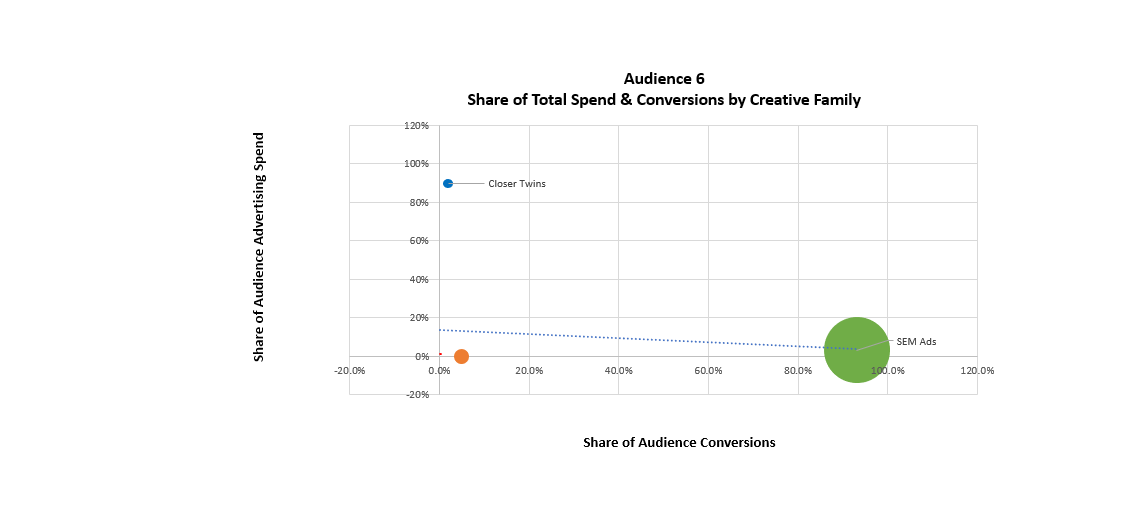 Audience 6
Share of Total Spend & Conversions by Creative Family
Share of Audience Advertising Spend
120%
100%
Closer Twins
80%
60%
40%
20%
SEM Ads
0%
-20.0% 0.0% 20.0% 40.0% 60.0% 80.0% 100.0% 120.0%
-20%
Share of Audience Conversions